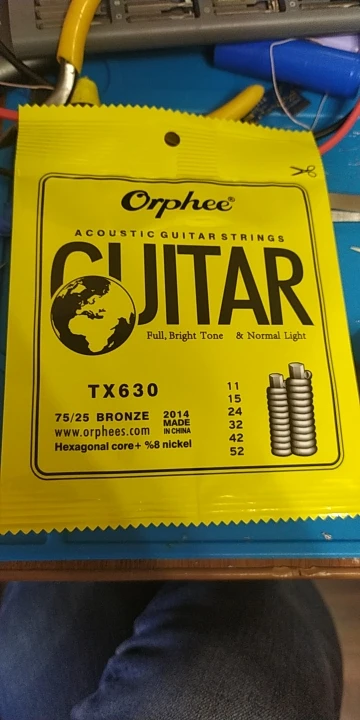 Orphee®
ACOUSTIC GUITAR STRINGS
GUITAR
Full, Bright Tone & Normal Light
TX630
75/25 BRONZE
www.orphees.com
Hexagonal core+ %8 nickel
2014
MADE
IN CHINA
11
15
24
32
42
52